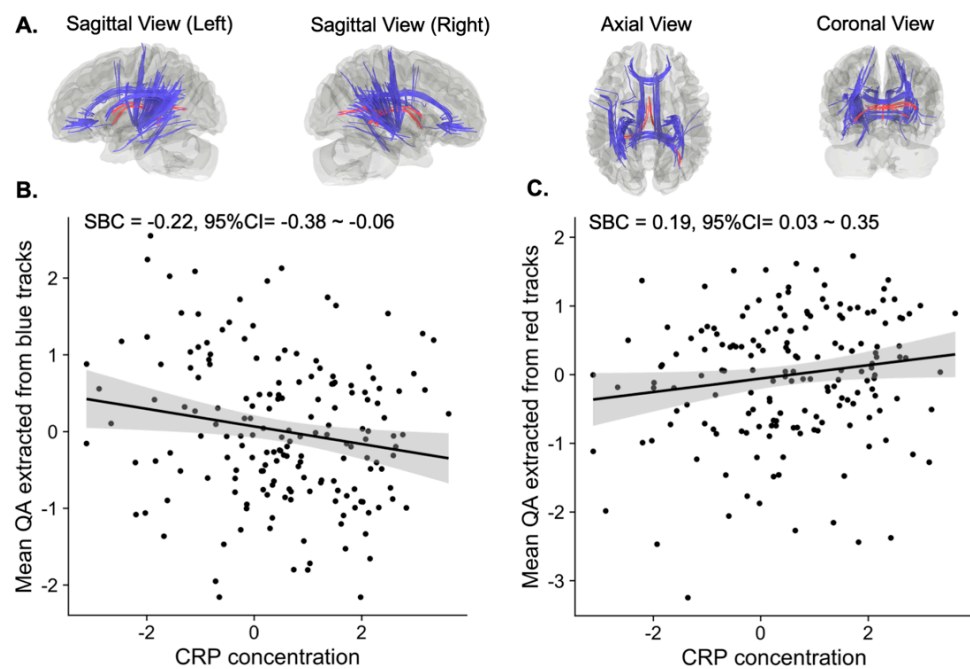 A.
Sagittal View (Left)
Sagittal View (Right)
Axial View
Coronal View
B.
SBC = -0.22, 95%CI= -0.38 ~ -0.06
Mean QA extracted from blue tracks
2
1
0
-1
-2
-2
0
2
CRP concentration
C.
SBC = 0.19, 95%CI= 0.03 ~ 0.35
Mean QA extracted from red tracks
2
1
0
-1
-2
-3
-2
0
2
CRP concentration